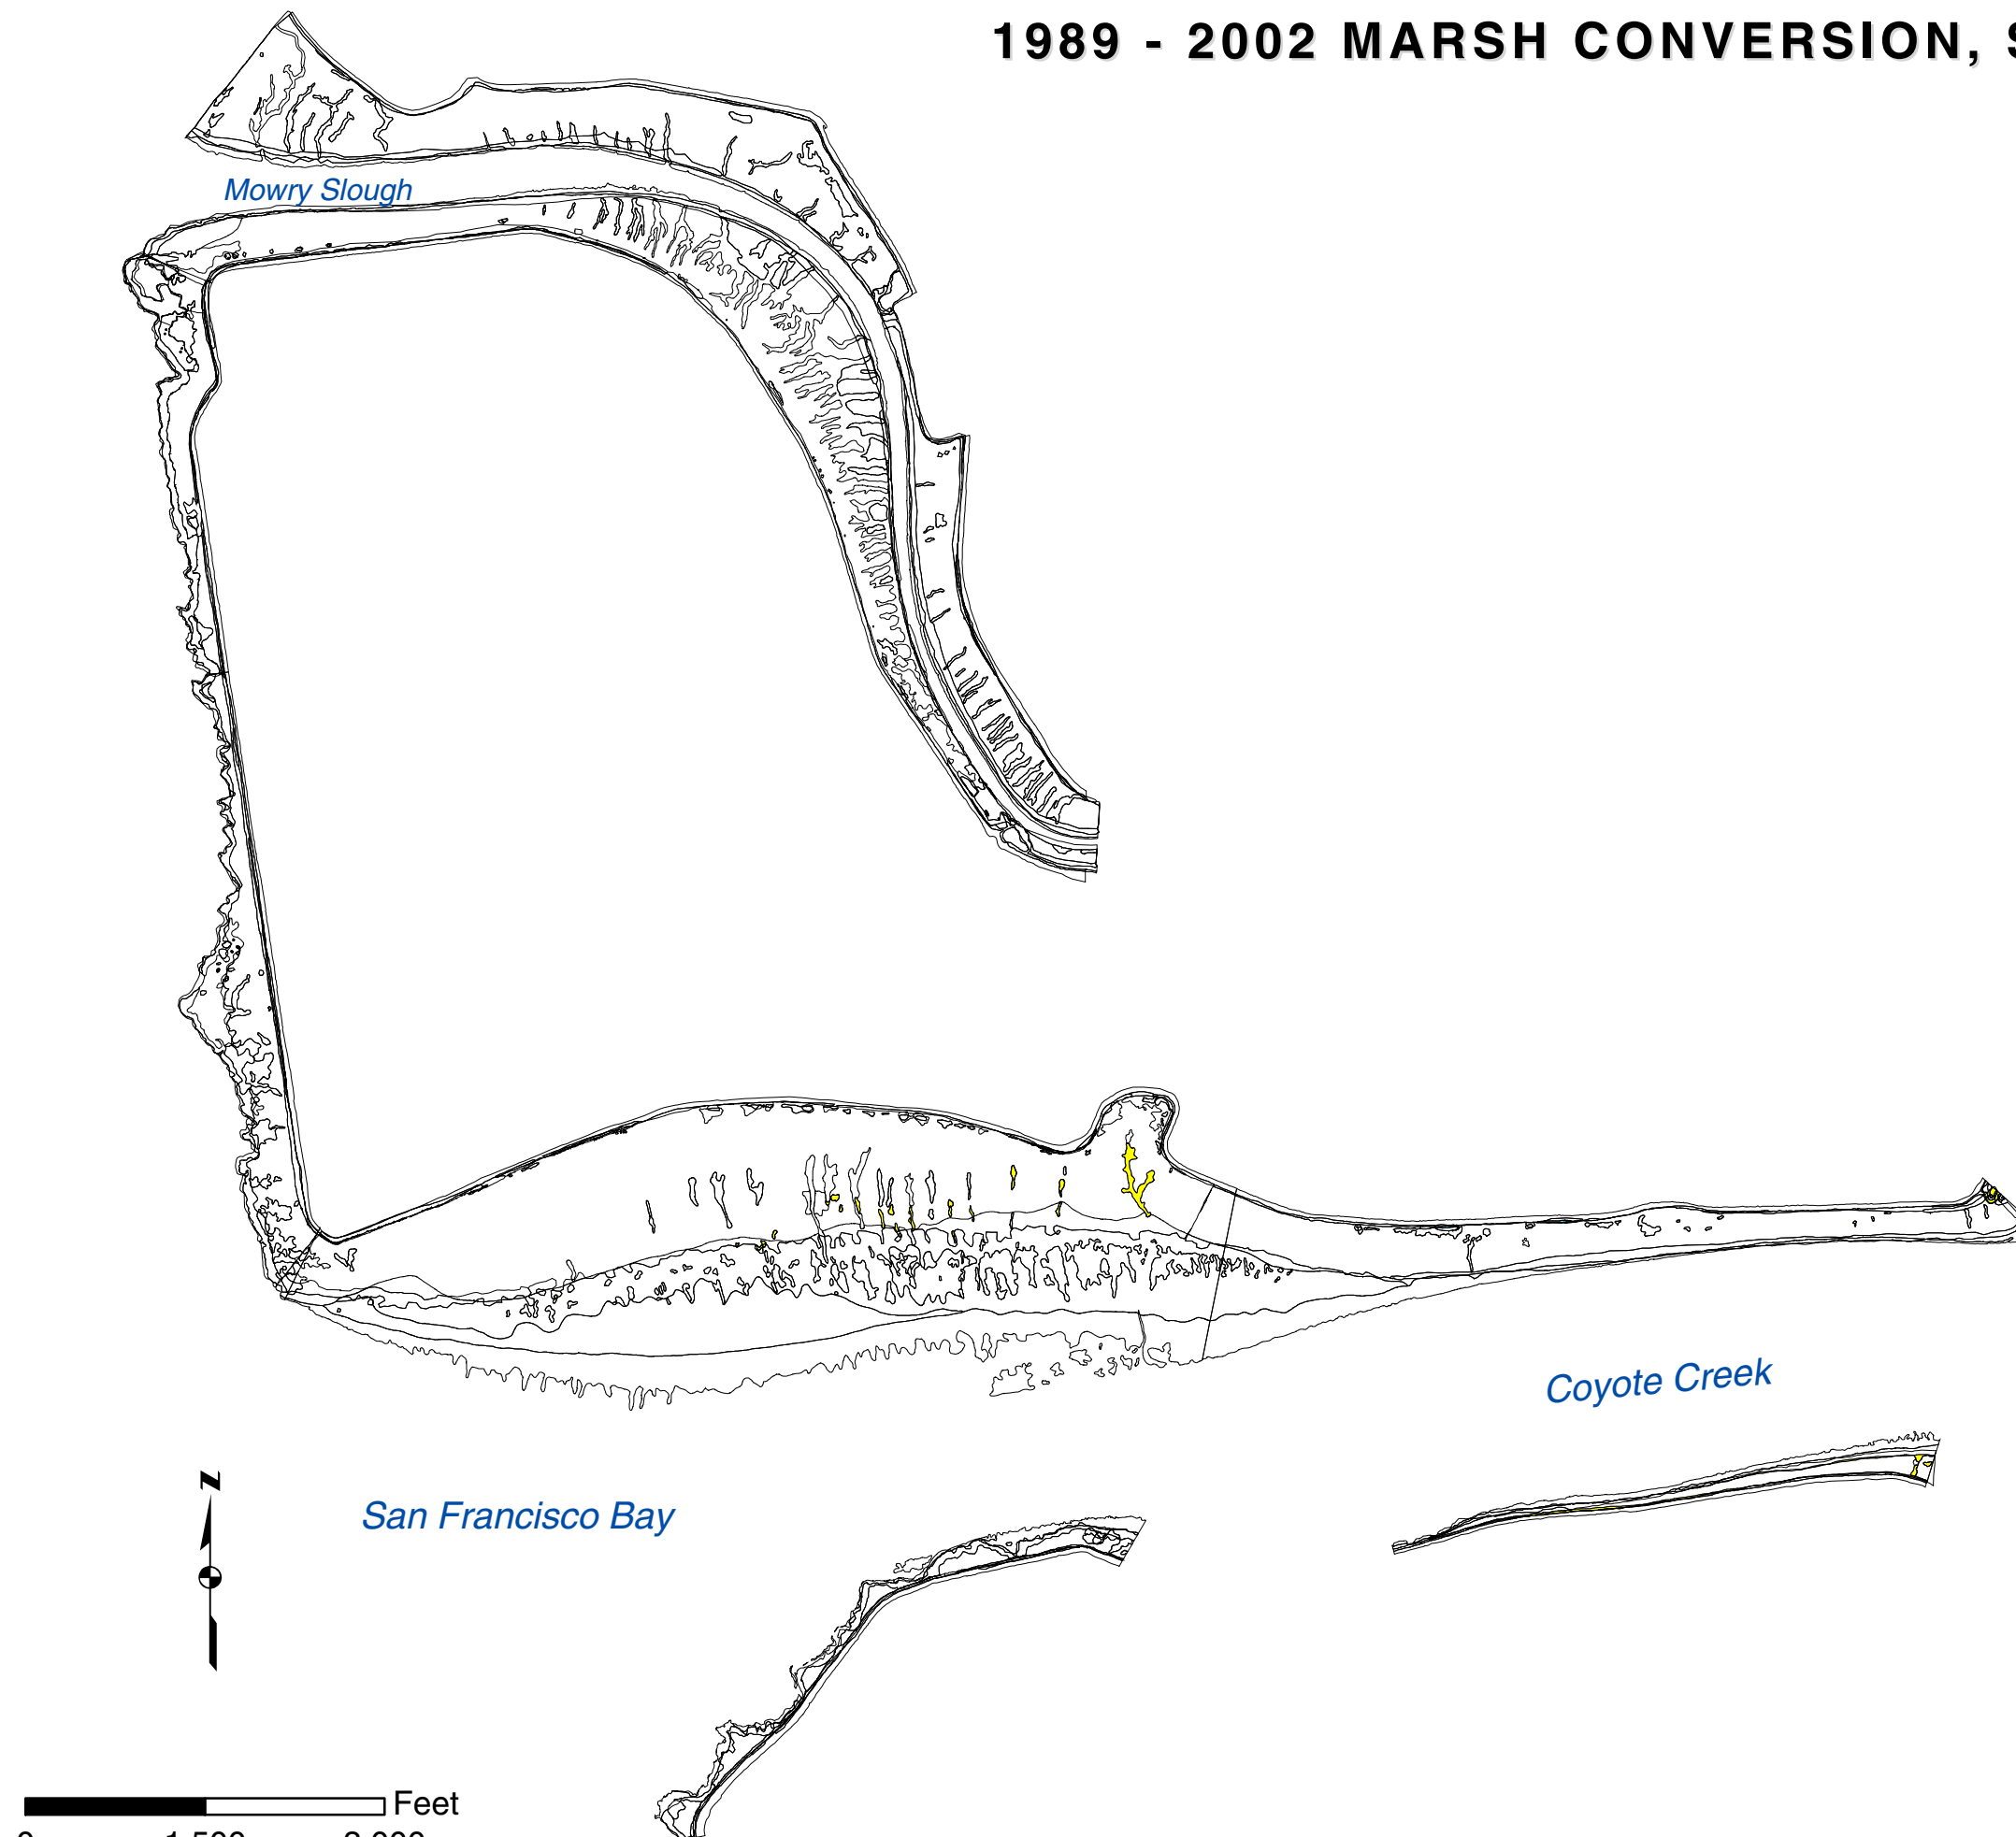 1989 - 2002 MARSH CONVERSION,
Mowry Slough
Coyote Creek
N
San Francisco Bay
Feet